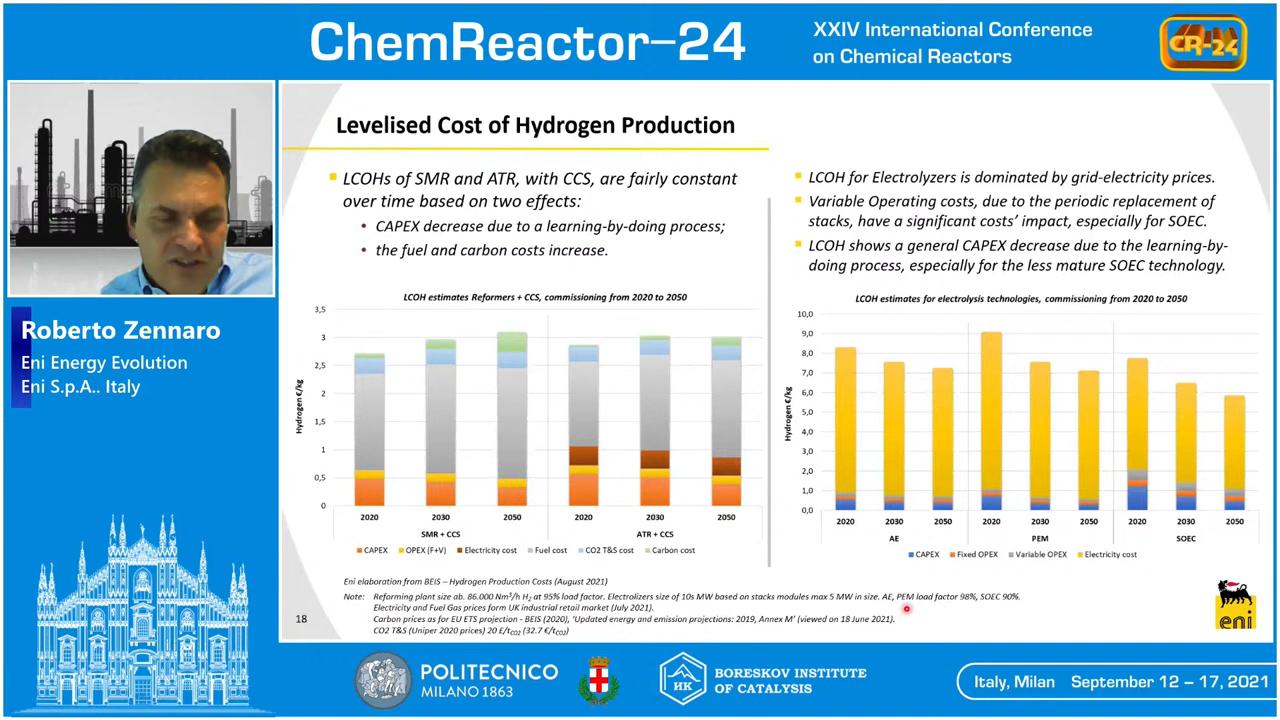 ChemReactor–24
XXIV International Conference
on Chemical Reactors
CR-24
Roberto Zennaro
Eni Energy Evolution
Eni S.p.A.. Italy
Levelised Cost of Hydrogen Production
LCOHs of SMR and ATR, with CCS, are fairly constant
over time based on two effects:
• CAPEX decrease due to a learning-by-doing process;
• the fuel and carbon costs increase.
LCOH for Electrolyzers is dominated by grid-electricity prices.
Variable Operating costs, due to the periodic replacement of
stacks, have a significant costs' impact, especially for SOEC.
LCOH shows a general CAPEX decrease due to the learning-by-
doing process, especially for the less mature SOEC technology.
LCOH estimates Reformers + CCS, commissioning from 2020 to 2050
Hydrogen €/kg
3,5
3
2,5
2
1,5
1
0,5
0
2020 2030 2050 2020 2030 2050
SMR + CCS ATR + CCS
CAPEX OPEX (F+V) Electricity cost Fuel cost CO2 T&S cost Carbon cost
LCOH estimates for electrolysis technologies, commissioning from 2020 to 2050
Hydrogen €/kg
10,0
9,0
8,0
7,0
6,0
5,0
4,0
3,0
2,0
1,0
0,0
2020 2030 2050 2020 2030 2050 2020 2030 2050
AE PEM SOEC
CAPEX Fixed OPEX Variable OPEX Electricity cost
Eni elaboration from BEIS – Hydrogen Production Costs (August 2021)
Note: Reforming plant size ab. 86.000 Nm³/h H₂ at 95% load factor. Electrolizers size of 10s MW based on stacks modules max 5 MW in size. AE, PEM load factor 98%, SOEC 90%.
Electricity and Fuel Gas prices form UK industrial retail market (July 2021).
Carbon prices as for EU ETS projection - BEIS (2020), 'Updated energy and emission projections: 2019, Annex M' (viewed on 18 June 2021).
CO2 T&S (Uniper 2020 prices) 20 £/tCO2 (32.7 €/tCO2)
18
eni
POLITECNICO
MILANO 1863
НК
BORESKOV INSTITUTE
OF CATALYSIS
Italy, Milan September 12 – 17, 2021